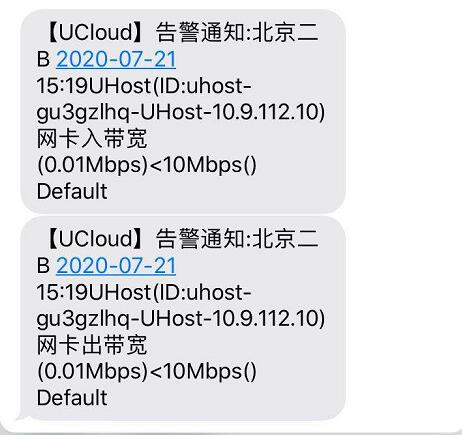 【UCloud】告警通知:北京二
B 2020-07-21
15:19UHost(ID:uhost-
gu3gzlhq-UHost-10.9.112.10)
网卡入带宽
(0.01Mbps)<10Mbps()
Default
【UCloud】告警通知:北京二
B 2020-07-21
15:19UHost(ID:uhost-
gu3gzlhq-UHost-10.9.112.10)
网卡出带宽
(0.01Mbps)<10Mbps()
Default